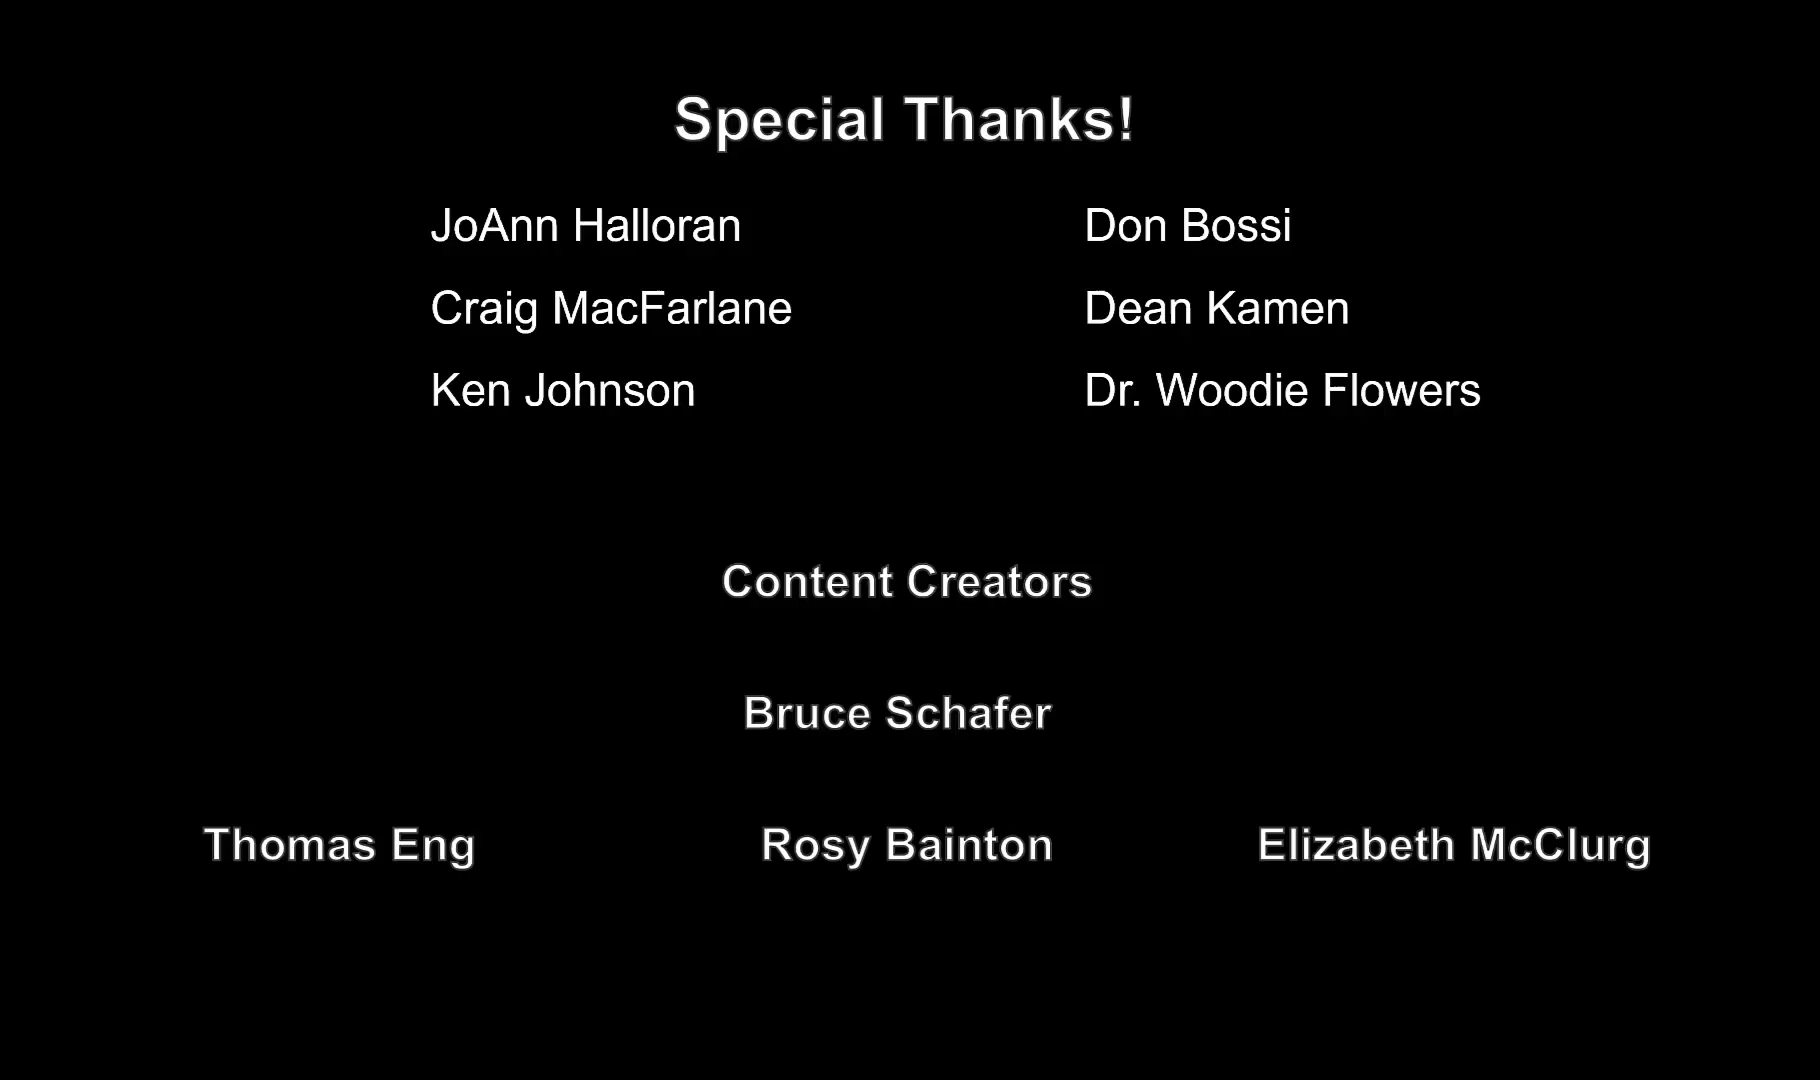 Special Thanks!
JoAnn Halloran Don Bossi
Craig MacFarlane Dean Kamen
Ken Johnson Dr. Woodie Flowers
Content Creators
Bruce Schafer
Thomas Eng Rosy Bainton Elizabeth McClurg